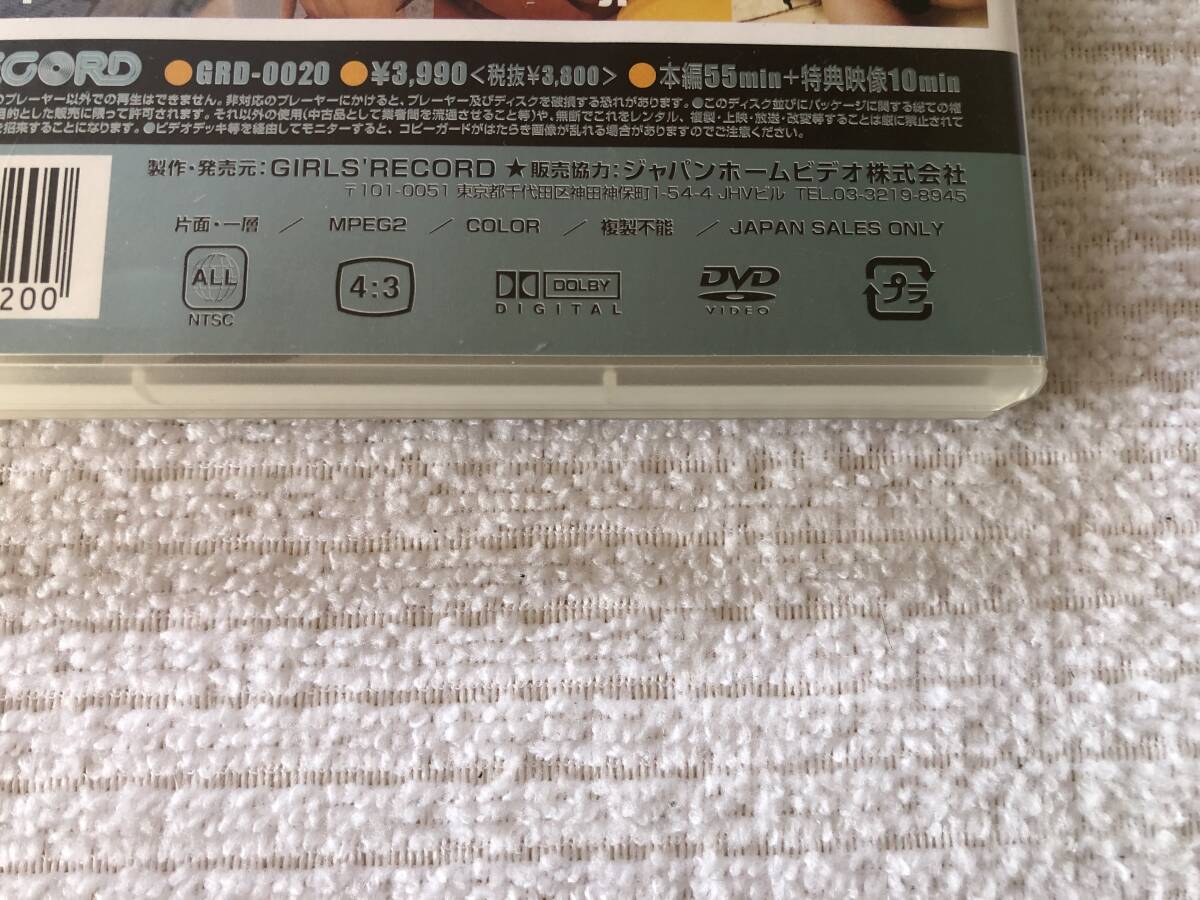 ECORD ●GRD-0020 ●¥3,990<税抜¥3,800> ●本編55min+特典映像10min
のプレーヤー以外での再生はできません。非対応のプレーヤーにかけると、プレーヤー及びディスクを破損する恐れがあります。●このディスク並びにパッケージに関する総ての権
目的とした販売に限って許可されます。それ以外の使用(中古品として業者間を流通させること等)や、無断でこれをレンタル、複製・上映・放送・改変等することは厳に禁止されて
を招来することになります。●ビデオデッキ等を経由してモニターすると、コピーガードがはたらき画像が乱れる場合がありますのでご注意ください。
製作・発売元:GIRLS'RECORD ★販売協力:ジャパンホームビデオ株式会社
〒101-0051 東京都千代田区神田神保町1-54-4 JHVビル TEL.03-3219-8945
片面・一層 / MPEG2 / COLOR / 複製不能 / JAPAN SALES ONLY
200
ALL
NTSC
4:3
DOLBY
DIGITAL
DVD
VIDEO
プラ